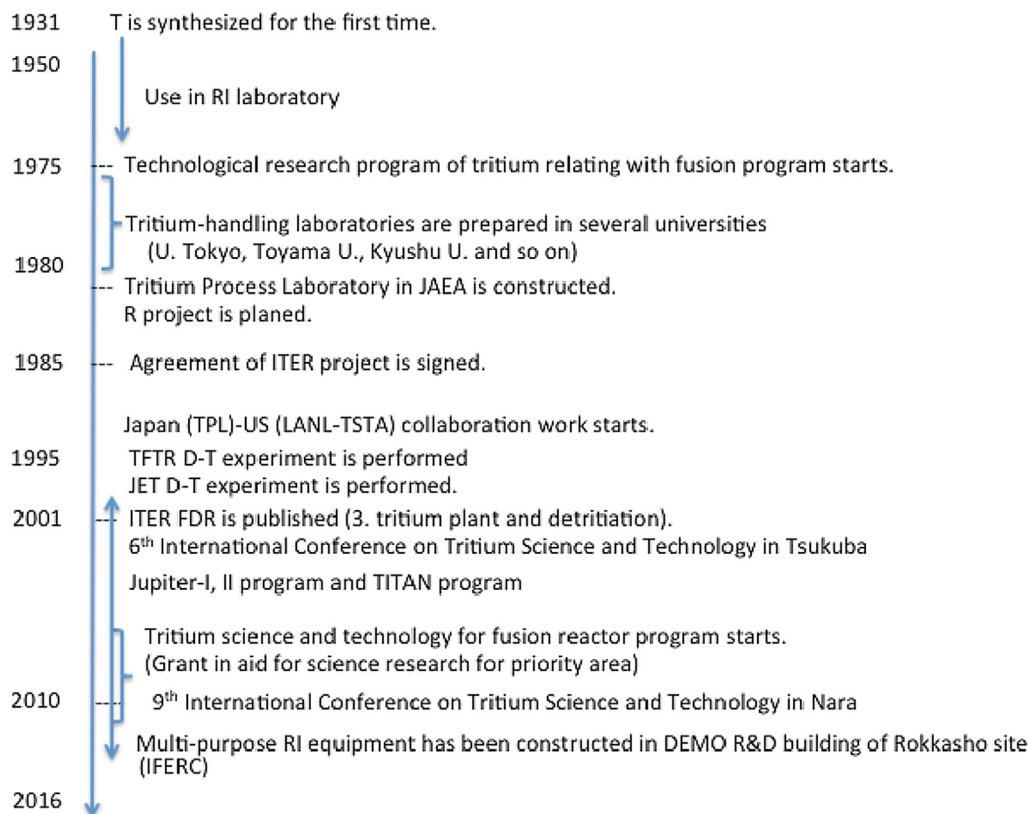 1931 T is synthesized for the first time.
1950
Use in RI laboratory
1975 --- Technological research program of tritium relating with fusion program starts.
Tritium-handling laboratories are prepared in several universities
(U. Tokyo, Toyama U., Kyushu U. and so on)
1980
--- Tritium Process Laboratory in JAEA is constructed.
R project is planed.
1985 --- Agreement of ITER project is signed.
Japan (TPL)-US (LANL-TSTA) collaboration work starts.
1995 TFTR D-T experiment is performed
JET D-T experiment is performed.
2001 --- ITER FDR is published (3. tritium plant and detritiation).
6th International Conference on Tritium Science and Technology in Tsukuba
Jupiter-I, II program and TITAN program
Tritium science and technology for fusion reactor program starts.
(Grant in aid for science research for priority area)
2010 ---- 9th International Conference on Tritium Science and Technology in Nara
Multi-purpose RI equipment has been constructed in DEMO R&D building of Rokkasho site
(IFERC)
2016